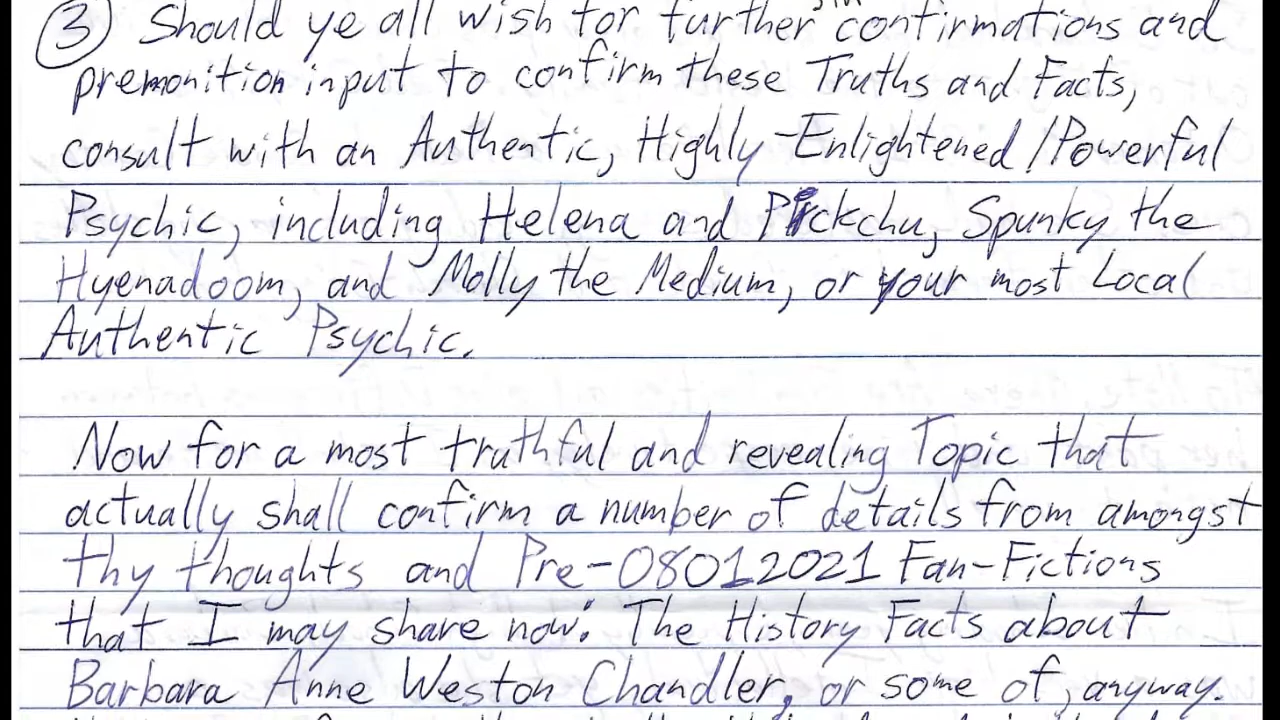 ③ Should ye all wish for further confirmations and
premonition input to confirm these Truths and Facts,
consult with an Authentic, Highly-Enlightened/Powerful
Psychic, including Helena and Pickchu, Spunky the
Hyenadoom, and Molly the Medium, or your most Local
Authentic Psychic.
Now for a most truthful and revealing Topic that
actually shall confirm a number of details from amongst
thy thoughts and Pre-08012021 Fan-Fictions
that I may share now: The History Facts about
Barbara Anne Weston Chandler, or some of, anyway.